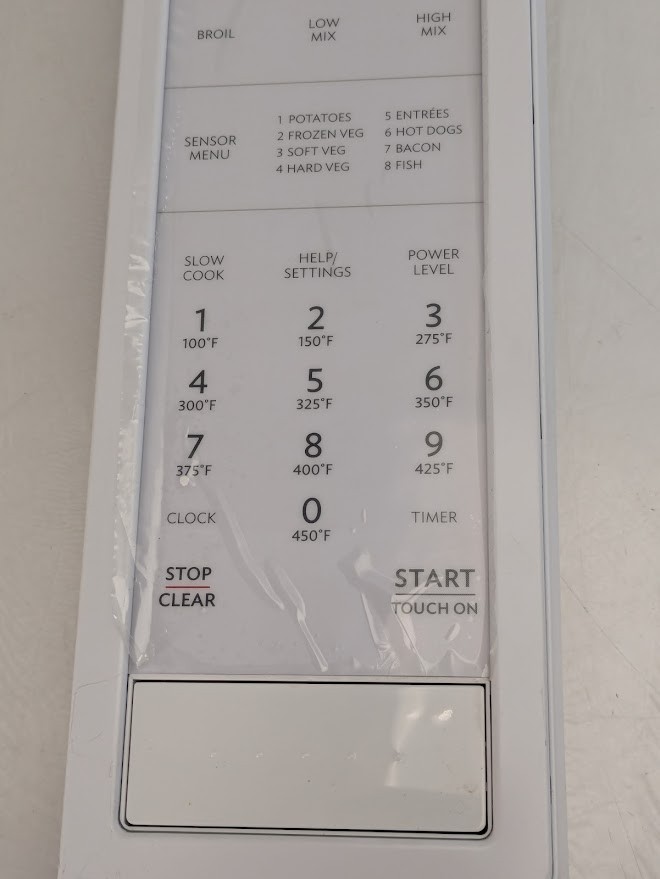 BROIL
LOW
MIX
HIGH
MIX
SENSOR
MENU
1 POTATOES
2 FROZEN VEG
3 SOFT VEG
4 HARD VEG
5 ENTRÉES
6 HOT DOGS
7 BACON
8 FISH
SLOW
COOK
HELP/
SETTINGS
POWER
LEVEL
1
100°F
2
150°F
3
275°F
4
300°F
5
325°F
6
350°F
7
375°F
8
400°F
9
425°F
CLOCK
0
450°F
TIMER
STOP
CLEAR
START
TOUCH ON